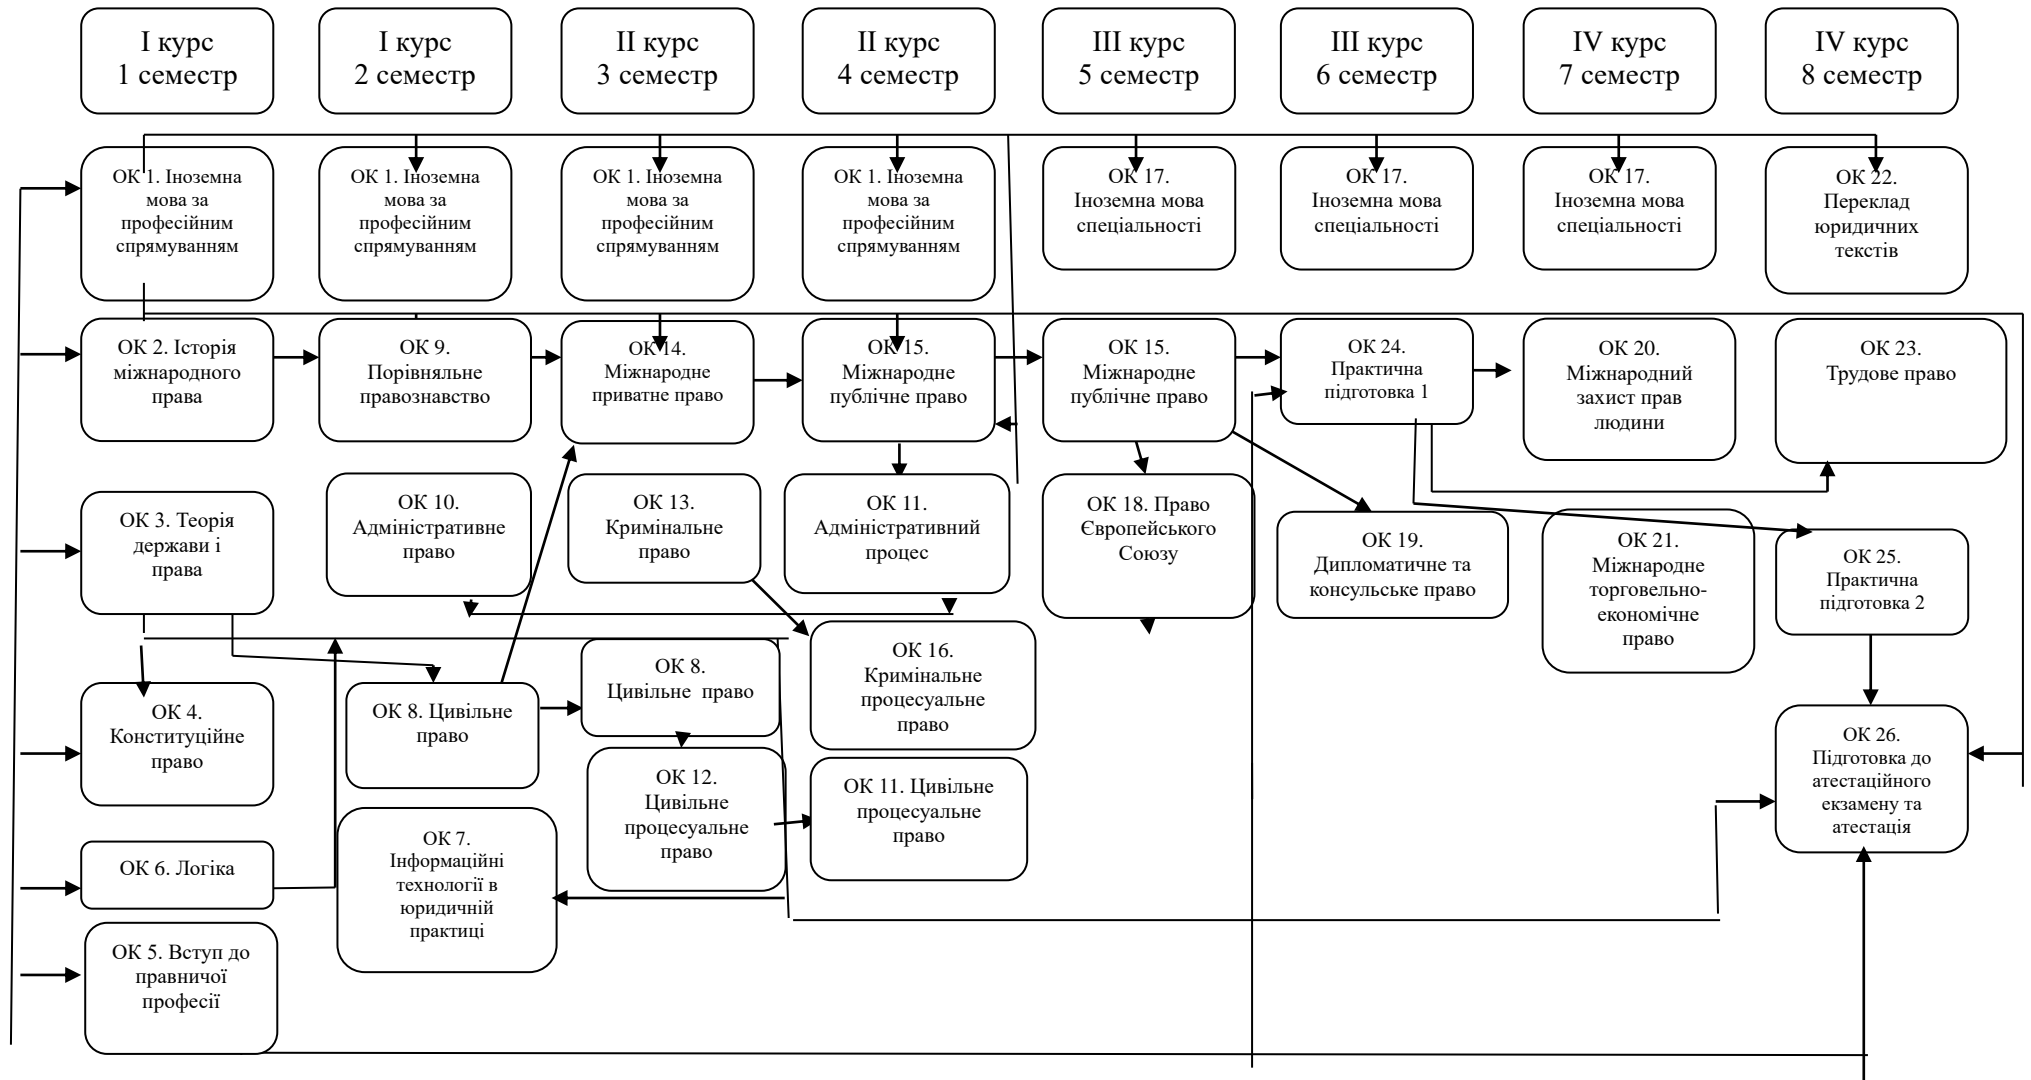 I курс
1 семестр
I курс
2 семестр
II курс
3 семестр
II курс
4 семестр
III курс
5 семестр
III курс
6 семестр
IV курс
7 семестр
IV курс
8 семестр
ОК 1. Іноземна
мова за
професійним
спрямуванням
ОК 1. Іноземна
мова за
професійним
спрямуванням
ОК 1. Іноземна
мова за
професійним
спрямуванням
ОК 1. Іноземна
мова за
професійним
спрямуванням
ОК 17.
Іноземна мова
спеціальності
ОК 17.
Іноземна мова
спеціальності
ОК 17.
Іноземна мова
спеціальності
ОК 22.
Переклад
юридичних
текстів
ОК 2. Історія
міжнародного
права
ОК 9.
Порівняльне
правознавство
ОК 14.
Міжнародне
приватне право
ОК 15.
Міжнародне
публічне право
ОК 15.
Міжнародне
публічне право
ОК 24.
Практична
підготовка 1
ОК 20.
Міжнародний
захист прав
людини
ОК 23.
Трудове право
ОК 3. Теорія
держави і
права
ОК 10.
Адміністративне
право
ОК 13.
Кримінальне
право
ОК 11.
Адміністративний
процес
ОК 18. Право
Європейського
Союзу
ОК 19.
Дипломатичне та
консульське право
ОК 21.
Міжнародне
торговельно-
економічне
право
ОК 25.
Практична
підготовка 2
ОК 4.
Конституційне
право
ОК 8. Цивільне
право
ОК 8.
Цивільне право
ОК 16.
Кримінальне
процесуальне
право
ОК 12.
Цивільне
процесуальне
право
ОК 11. Цивільне
процесуальне
право
ОК 26.
Підготовка до
атестаційного
екзамену та
атестація
ОК 6. Логіка
ОК 7.
Інформаційні
технології в
юридичній
практиці
ОК 5. Вступ до
правничої
професії